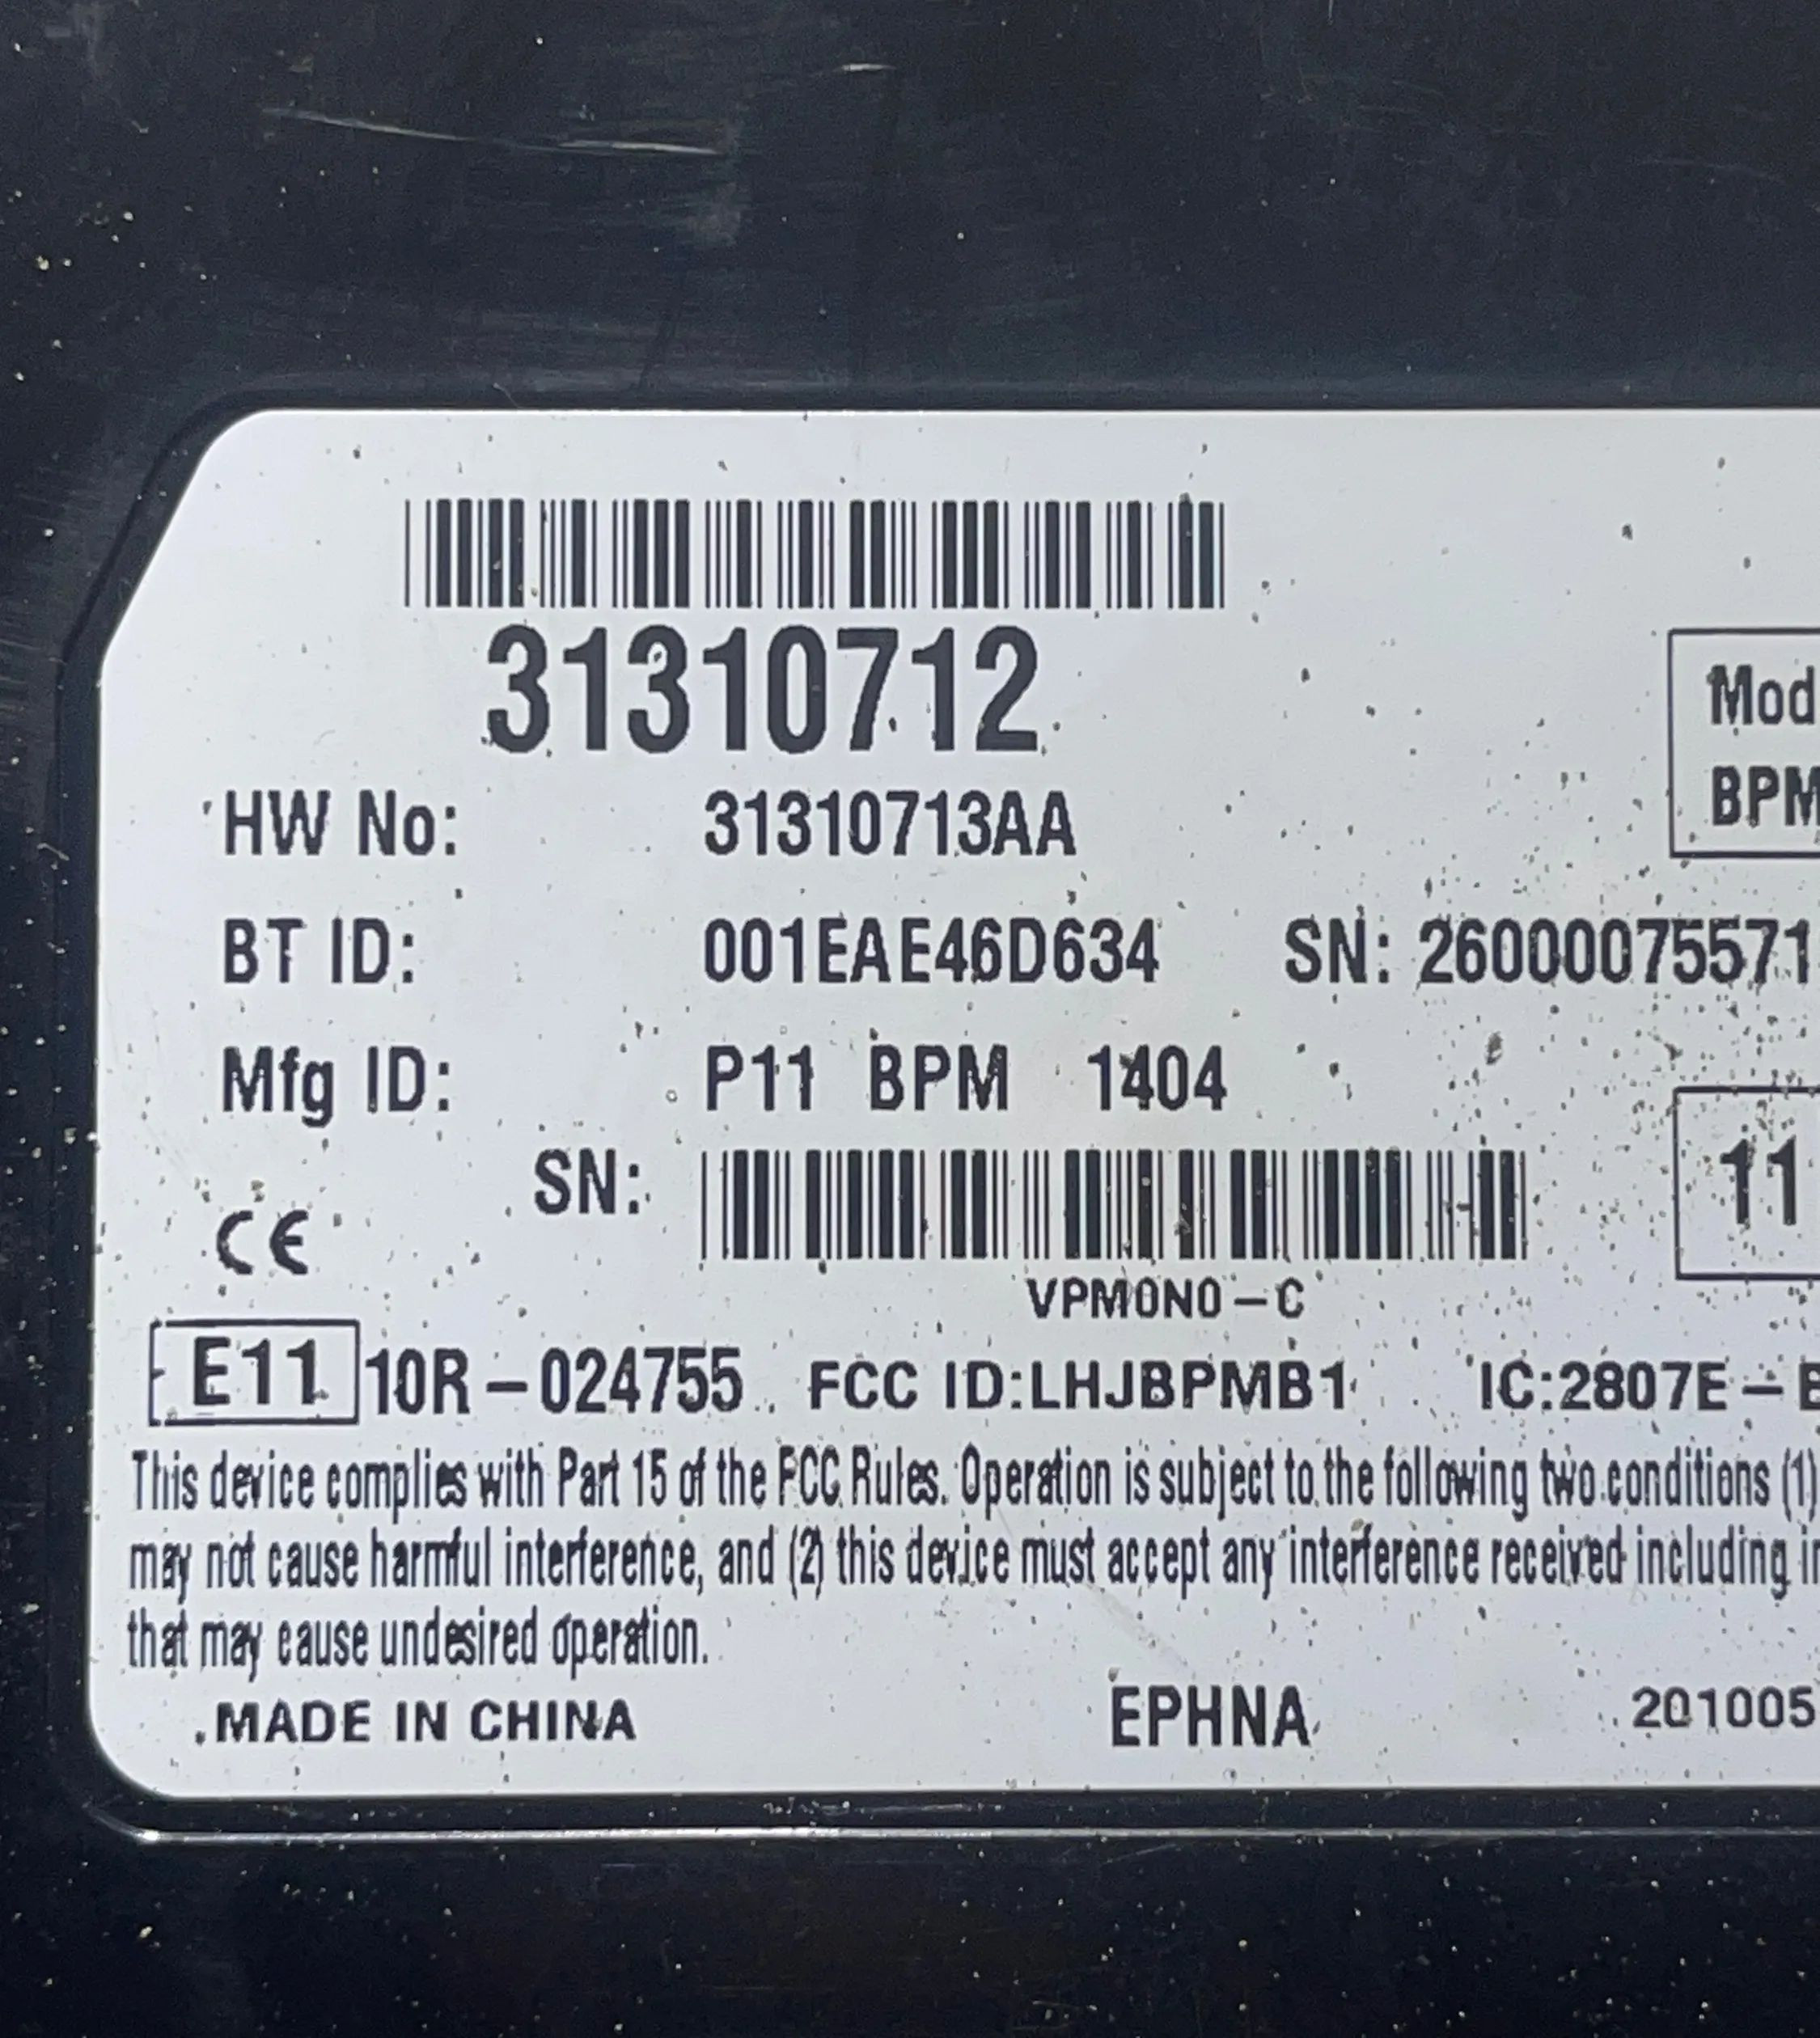 31310712
Mod
BPM
HW No: 31310713AA
BT ID: 001EAE46D634 SN: 26000075571
Mfg ID: P11 BPM 1404
SN:
11
CE
VPM0N0-C
E11 10R-024755 FCC ID:LHJBPMB1 IC:2807E-B
This device complies with Part 15 of the FCC Rules. Operation is subject to the following two conditions (1)
may not cause harmful interference, and (2) this device must accept any interference received including
that may cause undesired operation.
MADE IN CHINA EPHNA 201005